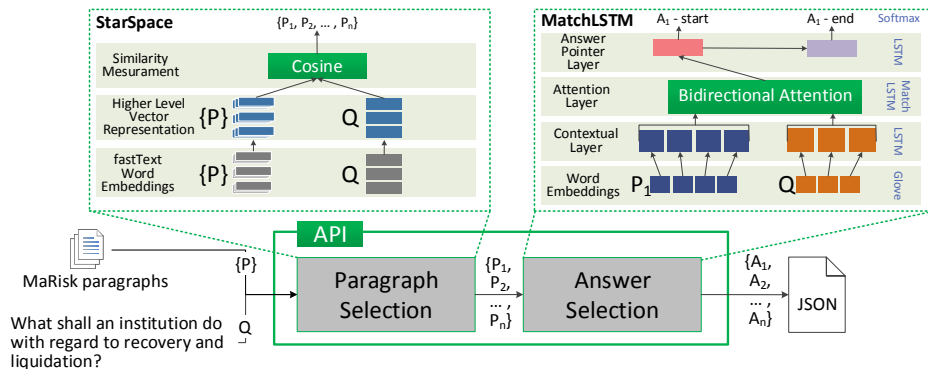 StarSpace
{P₁, P₂, ... , Pₙ}
Similarity
Mesurament
Cosine
Higher Level
Vector
Representation
{P}
Q
fastText
Word
Embeddings
{P}
Q
MatchLSTM
A₁ - start
A₁ - end
Softmax
Answer
Pointer
Layer
LSTM
Attention
Layer
Bidirectional Attention
Match
LSTM
Contextual
Layer
LSTM
Word
Embeddings
P₁
Q
Glove
API
MaRisk paragraphs
{P}
Q
What shall an institution do
with regard to recovery and
liquidation?
Paragraph
Selection
{P₁,
P₂,
... ,
Pₙ}
Answer
Selection
{A₁,
A₂,
... ,
Aₙ}
JSON